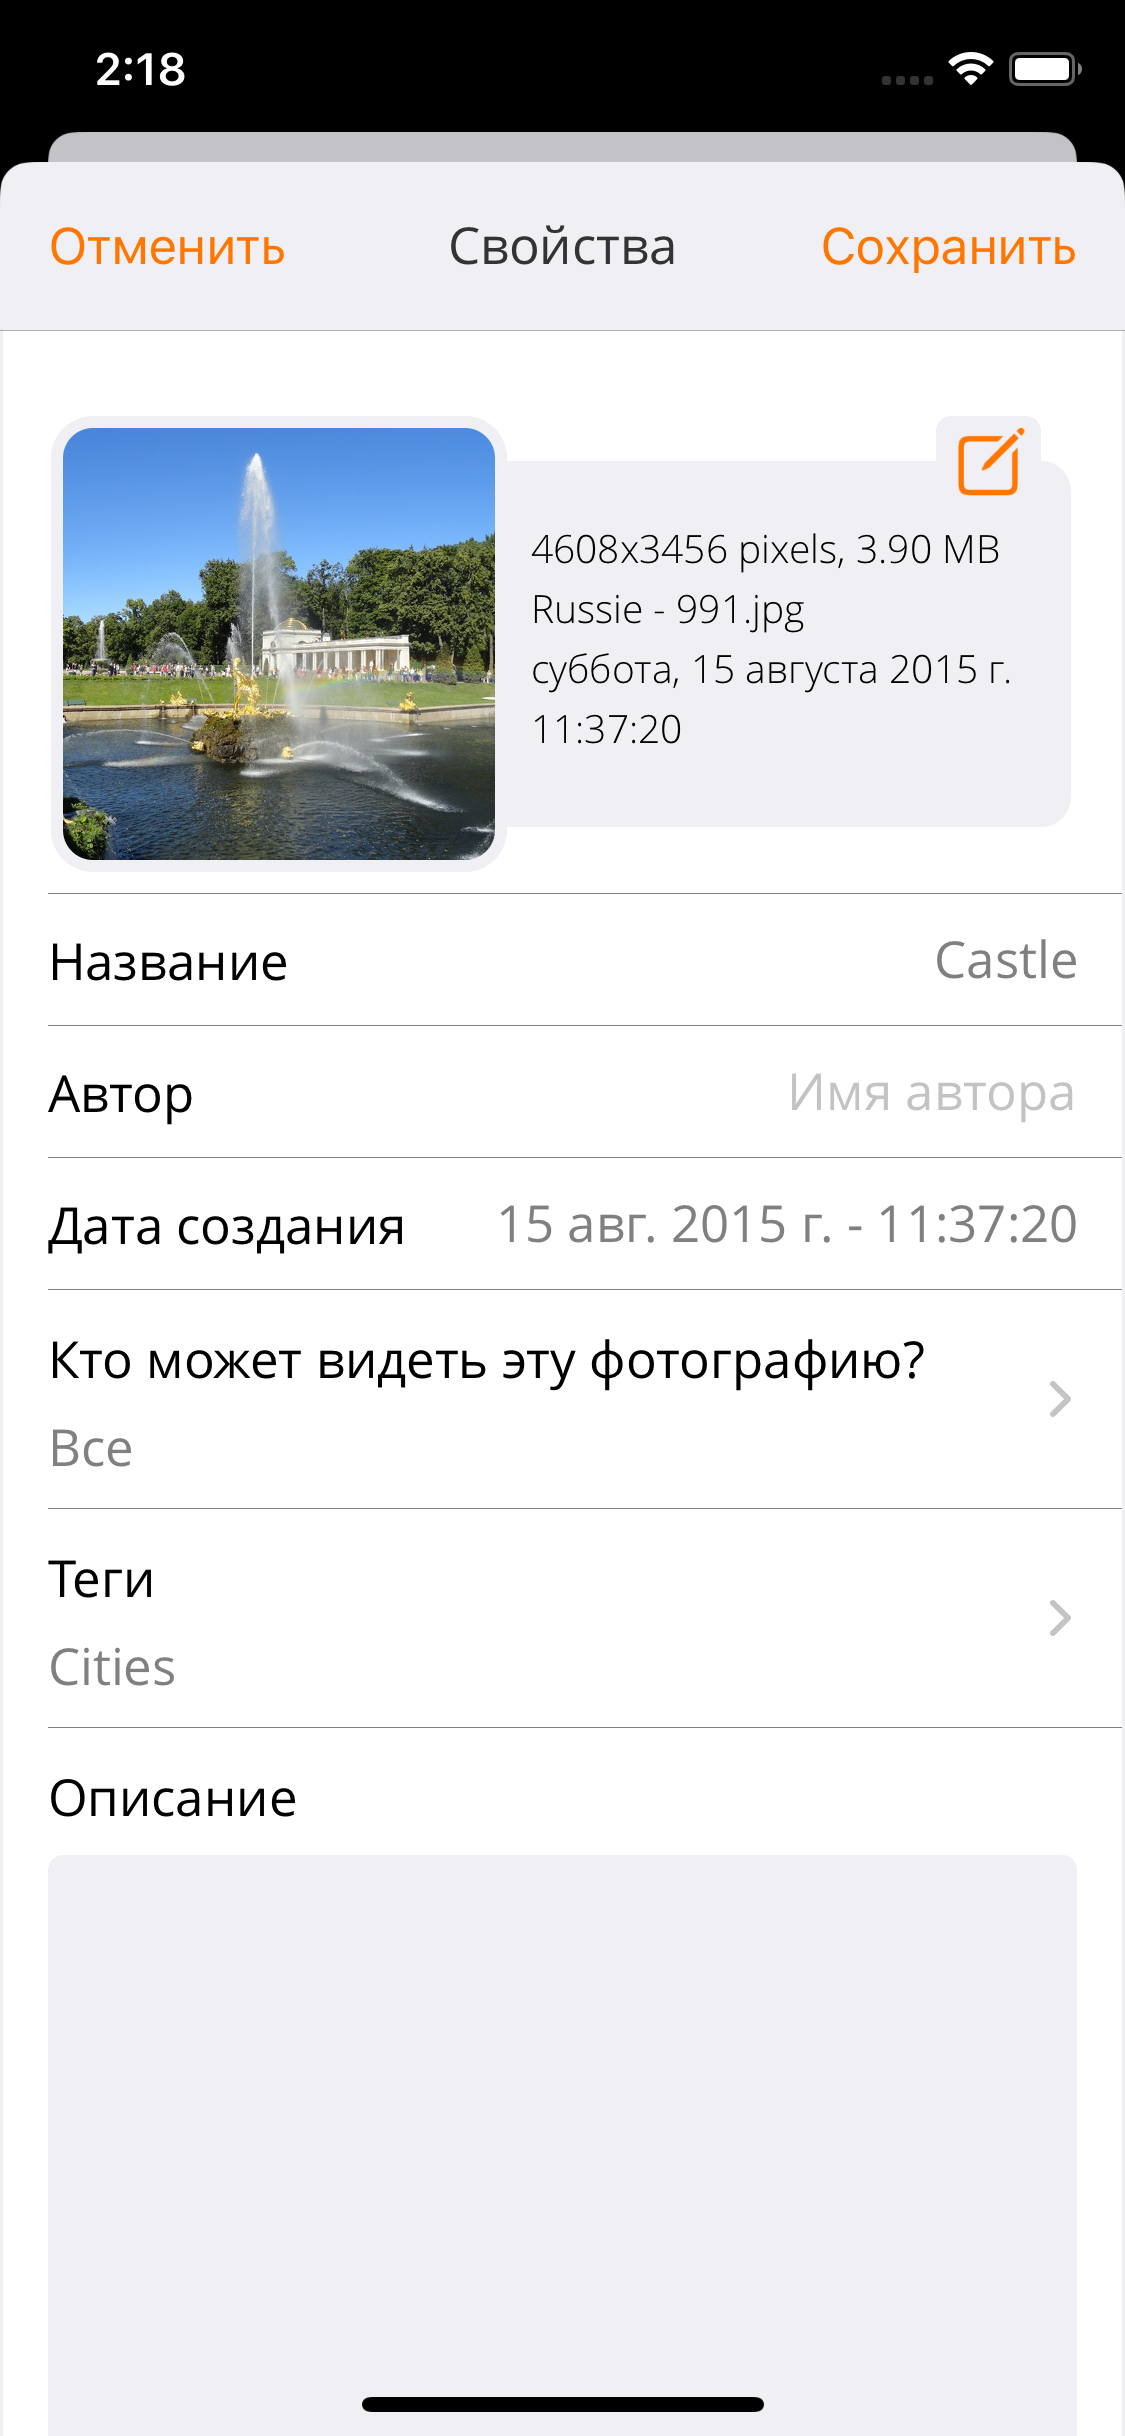 2:18
Отменить Свойства Сохранить
4608x3456 pixels, 3.90 MB
Russie - 991.jpg
суббота, 15 августа 2015 г.
11:37:20
Название Castle
Автор Имя автора
Дата создания 15 авг. 2015 г. - 11:37:20
Кто может видеть эту фотографию?
Все
Теги
Cities
Описание